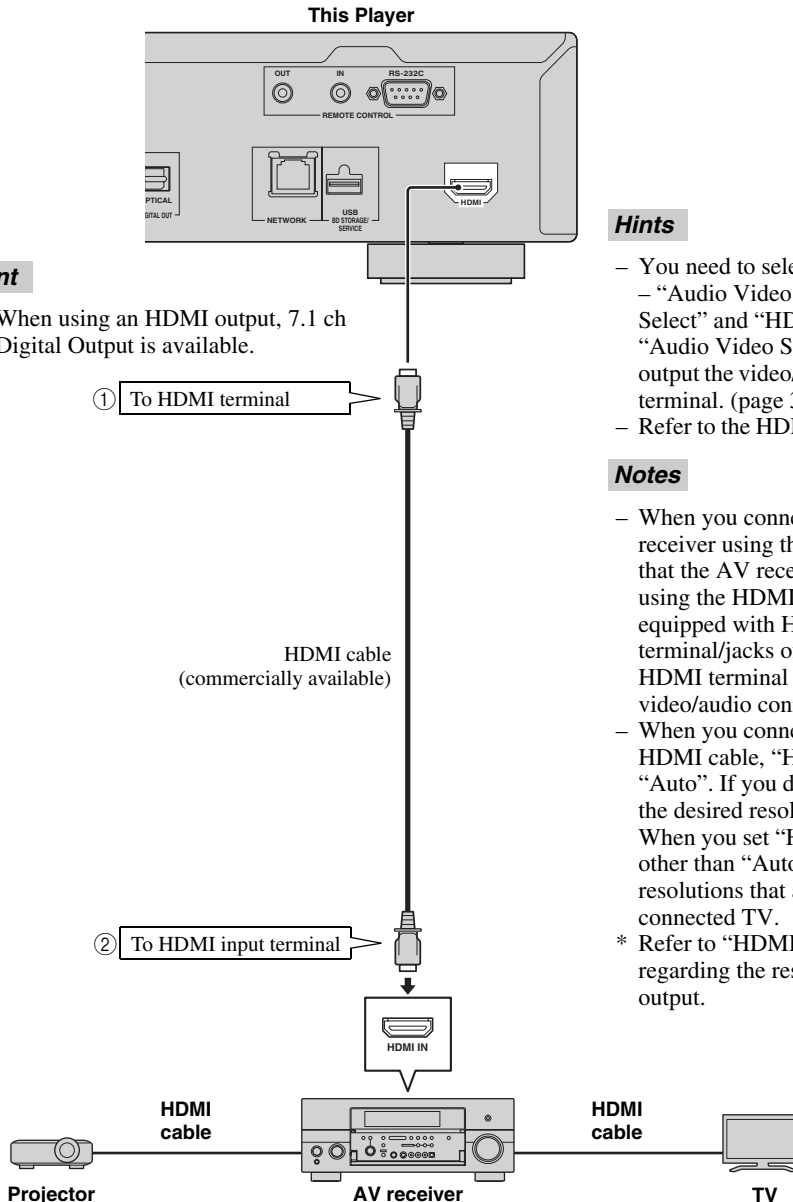 This Player
OUT IN RS-232C
REMOTE CONTROL
OPTICAL
NETWORK
USB
BD STORAGE/
SERVICE
HDMI
When using an HDMI output, 7.1 ch
Digital Output is available.
① To HDMI terminal
HDMI cable
(commercially available)
② To HDMI input terminal
HDMI IN
HDMI
cable
HDMI
cable
Projector
AV receiver
TV
Hints
– You need to sele
– “Audio Video
Select” and “HD
“Audio Video S
output the video/
terminal. (page 3
– Refer to the HDI
Notes
– When you conne
receiver using th
that the AV rece
using the HDMI
equipped with H
terminal/jacks o
HDMI terminal
video/audio con
– When you conne
HDMI cable, “H
“Auto”. If you d
the desired resol
When you set “H
other than “Auto
resolutions that a
connected TV.
* Refer to “HDMI
regarding the res
output.